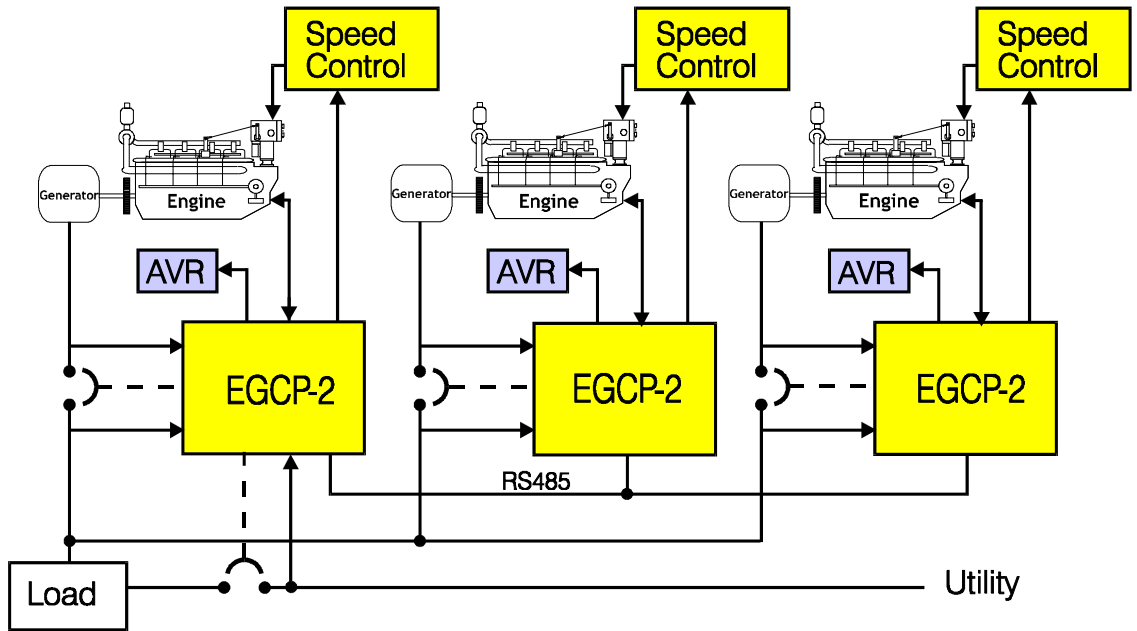 Speed
Control
Speed
Control
Speed
Control
Generator
Engine
Generator
Engine
Generator
Engine
AVR
AVR
AVR
EGCP-2
EGCP-2
EGCP-2
RS485
Load
Utility